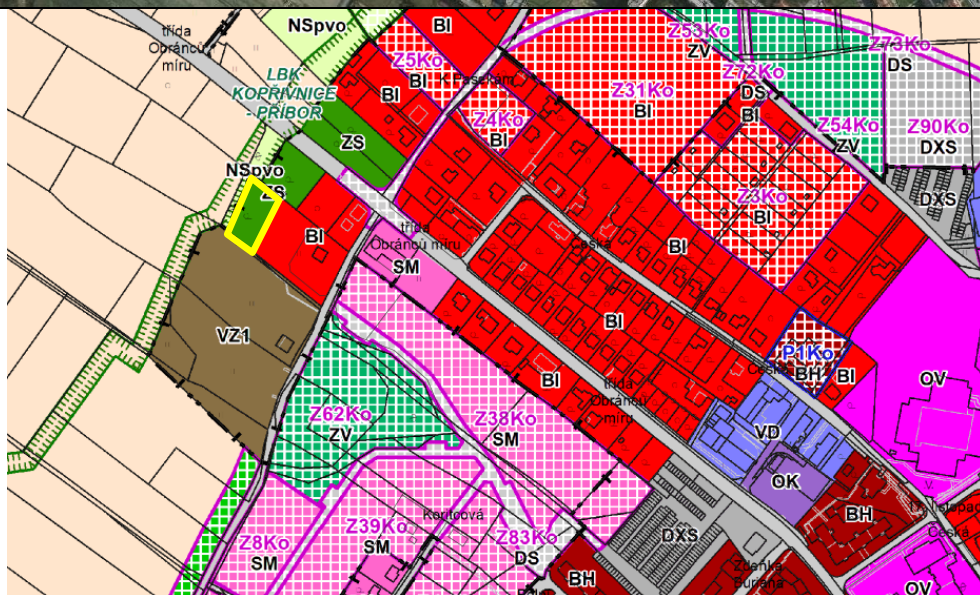 NSpvo
třída
Obránců
míru
BI
Z5Ko
BI
K Pasekám
BI
LBK
KOPŘIVNICE
- PŘÍBOR
ZS
Z4Ko
BI
Z53Ko
ZV
Z73Ko
DS
Z72Ko
DS
BI
Z31Ko
BI
Z54Ko
ZV
Z90Ko
DXS
NSpvo
ZS
Z3Ko
BI
DXS
BI
třída
Obránců míru
SM
Česká
BI
VZ1
BI
BI
P1Ko
Česká
BH
BI
OV
třída
Obránců
míru
Z62Ko
ZV
Z38Ko
SM
VD
OK
BH
Z8Ko
SM
Z39Ko
SM
Z83Ko
DS
DXS
Zdeňka
Buriana
BH
Česká
OV